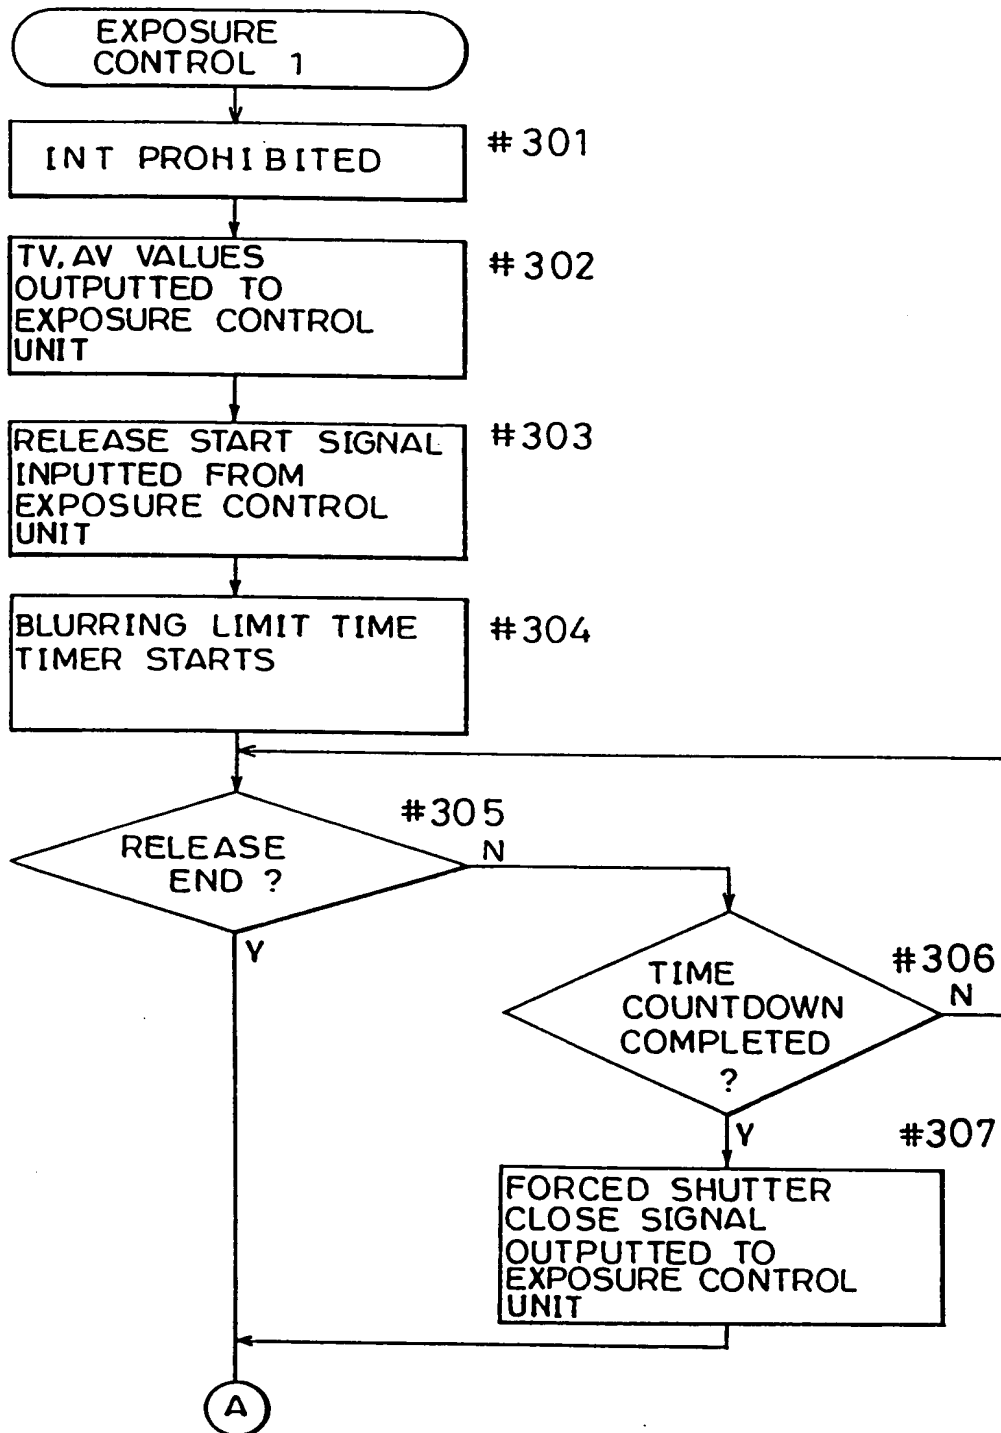 EXPOSURE
CONTROL 1
INT PROHIBITED
#301
TV, AV VALUES
OUTPUTTED TO
EXPOSURE CONTROL
UNIT
#302
RELEASE START SIGNAL
INPUTTED FROM
EXPOSURE CONTROL
UNIT
#303
BLURRING LIMIT TIME
TIMER STARTS
#304
#305
RELEASE
END ?
N
Y
#306
TIME
COUNTDOWN
COMPLETED
?
N
Y
#307
FORCED SHUTTER
CLOSE SIGNAL
OUTPUTTED TO
EXPOSURE CONTROL
UNIT
A